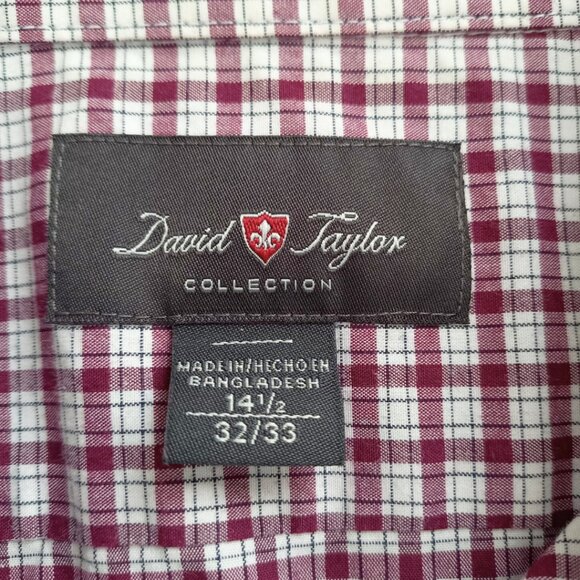 David Taylor
COLLECTION
MADE IN/HECHO EN
BANGLADESH
14 1/2
32/33